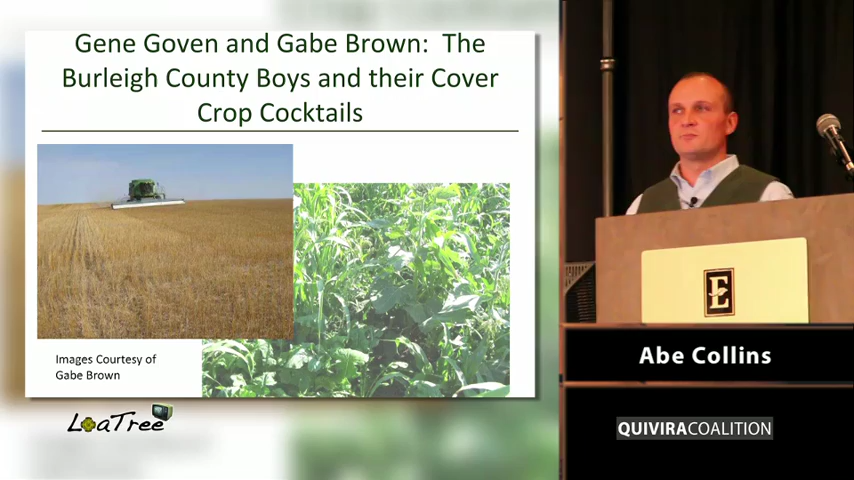 Gene Goven and Gabe Brown: The
Burleigh County Boys and their Cover
Crop Cocktails
Images Courtesy of
Gabe Brown
LoaTree
E
Abe Collins
QUIVIRACOALITION